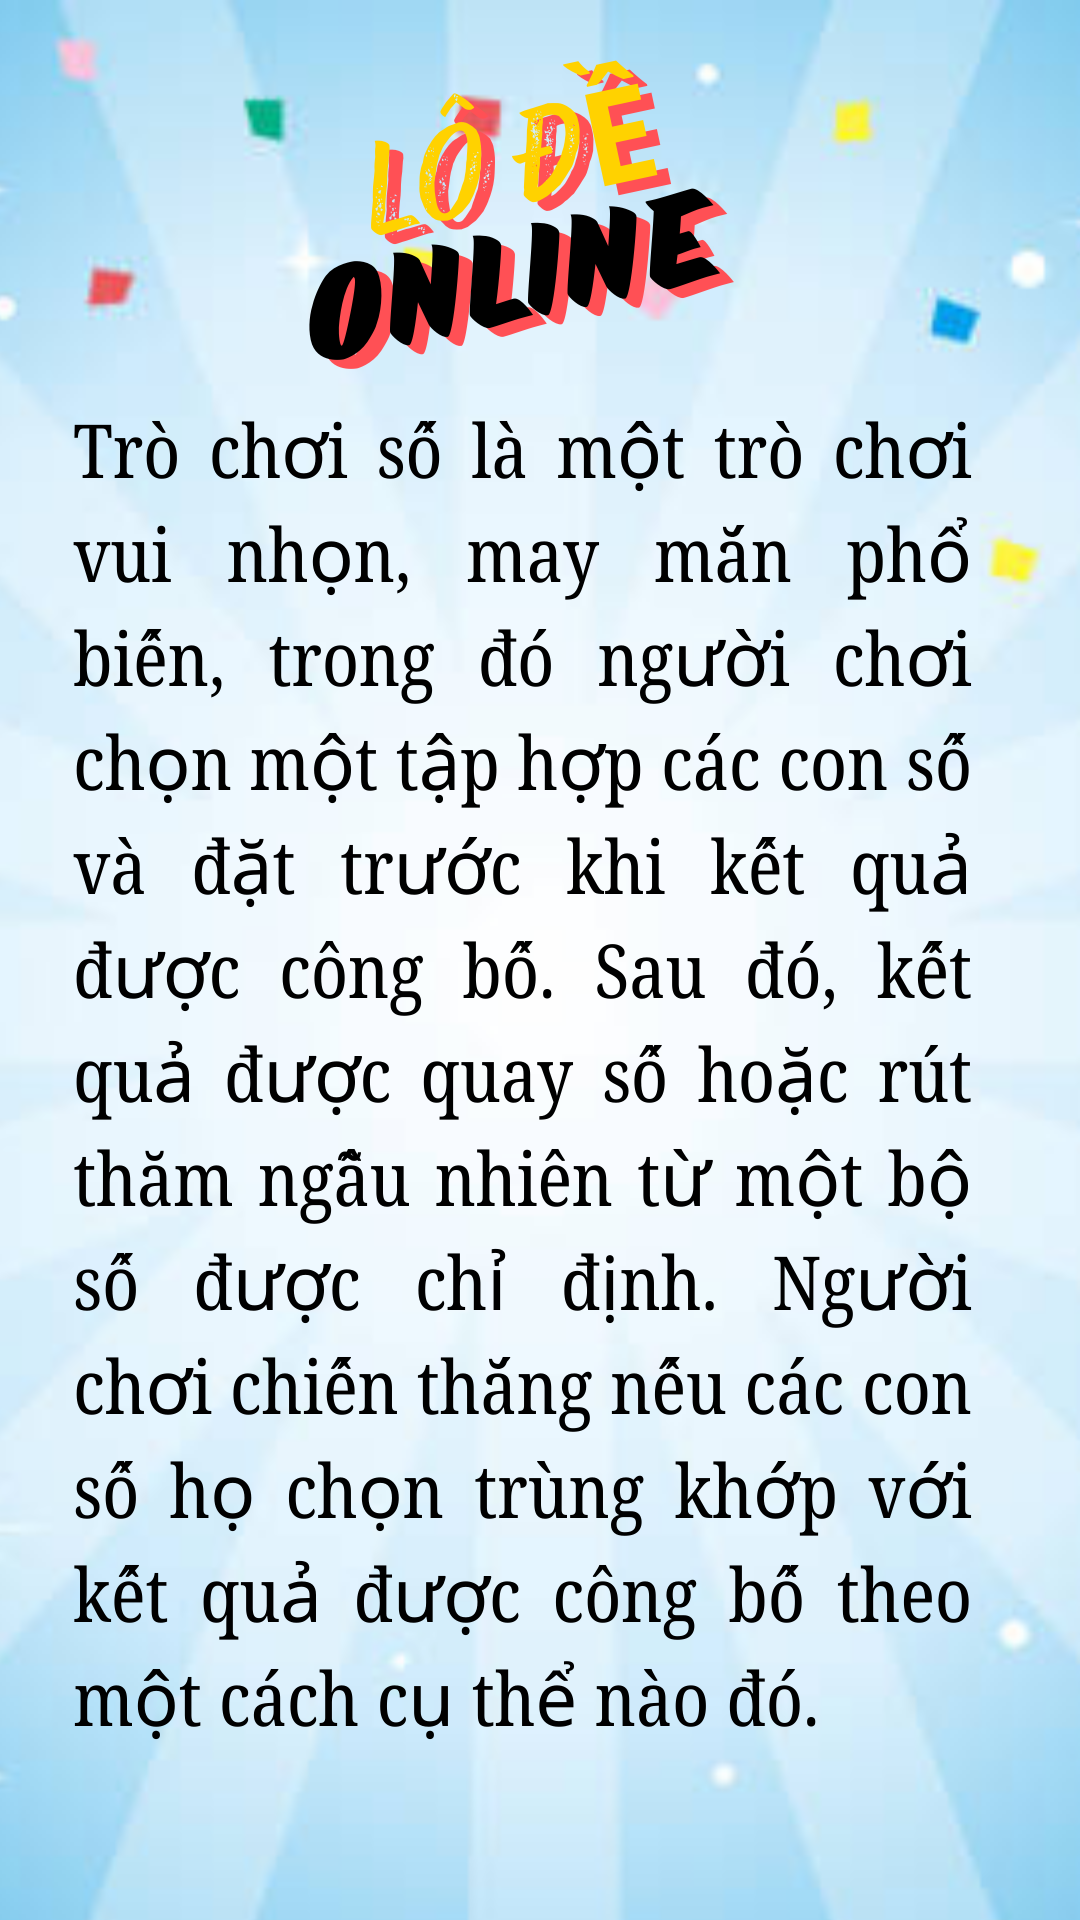 LÔ ĐỀ
ONLINE
Trò chơi số là một trò chơi
vui nhọn, may mắn phổ
biến, trong đó người chơi
chọn một tập hợp các con số
và đặt trước khi kết quả
được công bố. Sau đó, kết
quả được quay số hoặc rút
thăm ngẫu nhiên từ một bộ
số được chỉ định. Người
chơi chiến thắng nếu các con
số họ chọn trùng khớp với
kết quả được công bố theo
một cách cụ thể nào đó.